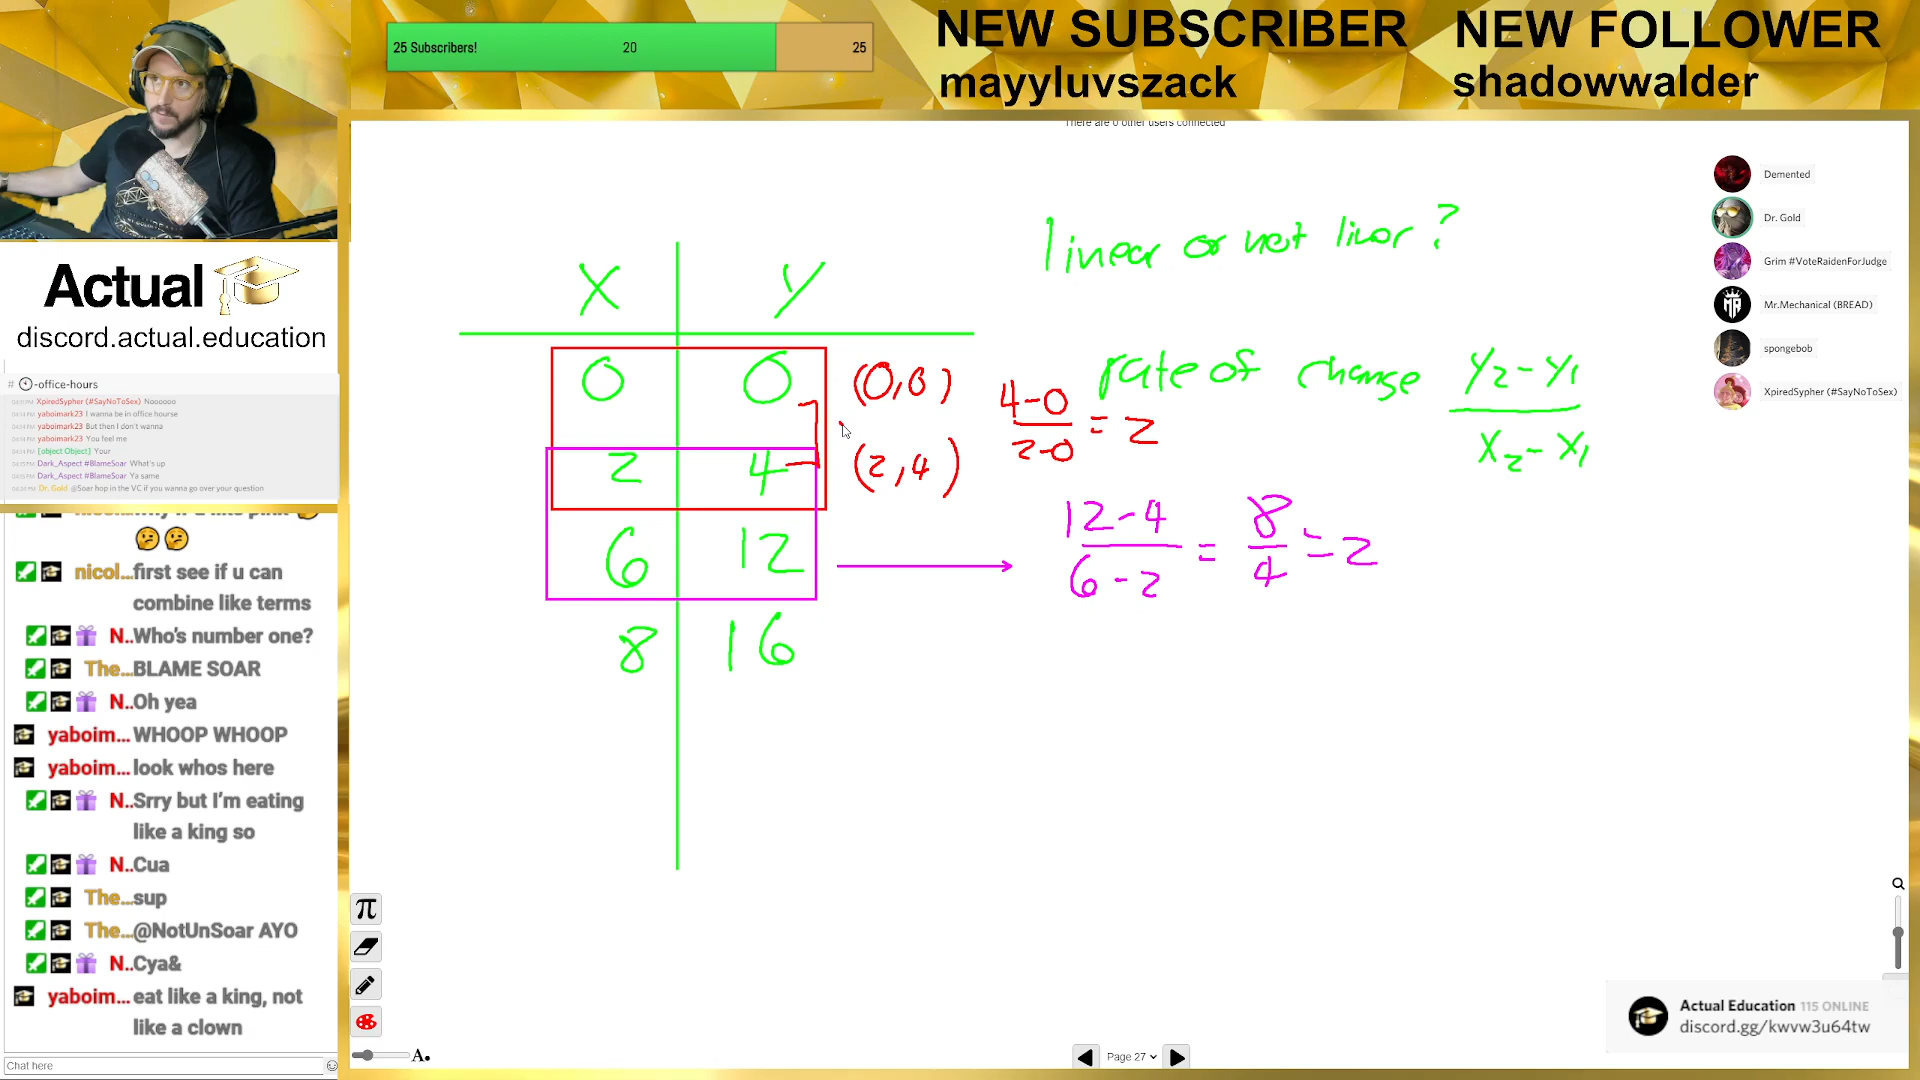 25 Subscribers!
20
25
NEW SUBSCRIBER
mayyluvszack
NEW FOLLOWER
shadowwalder
There are 0 other users connected
Actual
discord.actual.education
# -office-hours
XpiredSypher (#SayNoToSex) Noooooo
yaboimark23 I wanna be in office hourse
yaboimark23 But then I don't wanna
yaboimark23 You feel me
[object Object] Your
Dark_Aspect #BlameSoar What's up
Dark_Aspect #BlameSoar Ya same
Dr. Gold @Soar hop in the VC if you wanna go over your question
nicol...first see if u can
combine like terms
N..Who's number one?
The...BLAME SOAR
N..Oh yea
yaboim...WHOOP WHOOP
yaboim...look whos here
N..Srry but I'm eating
like a king so
N..Cua
The...sup
The...@NotUnSoar AYO
N..Cya&
yaboim...eat like a king, not
like a clown
Chat here
linear or not linor?
X Y
0 0
2 4
6 12
8 16
(0,0)
(2,4)
4-0
2-0
= 2
rate of change
Y2-Y1
X2-X1
12-4
6-2
=
8
4
=2
Demented
Dr. Gold
Grim #VoteRaidenForJudge
Mr.Mechanical (BREAD)
spongebob
XpiredSypher (#SayNoToSex)
π
A.
Page 27
Actual Education 115 ONLINE
discord.gg/kwvw3u64tw